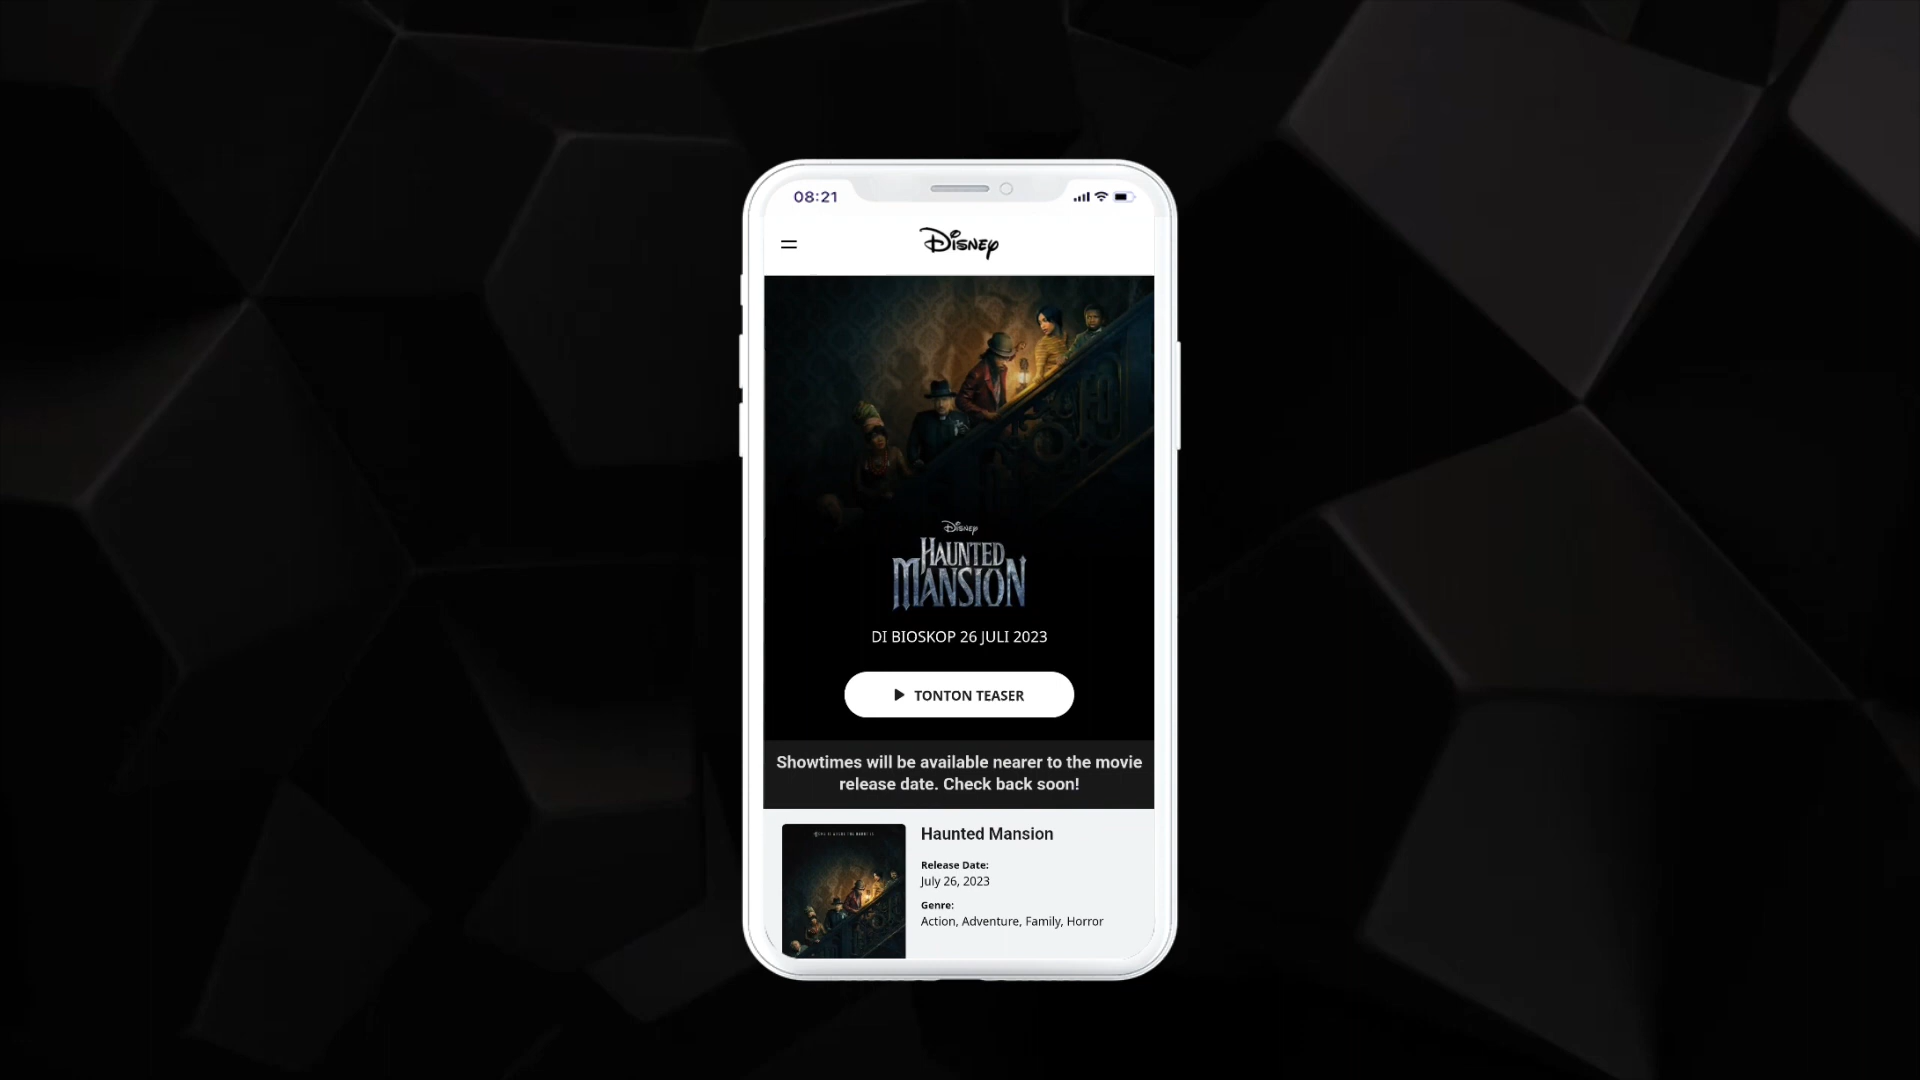 08:21
Disney
Disney
HAUNTED
MANSION
DI BIOSKOP 26 JULI 2023
TONTON TEASER
Showtimes will be available nearer to the movie
release date. Check back soon!
Haunted Mansion
Release Date:
July 26, 2023
Genre:
Action, Adventure, Family, Horror